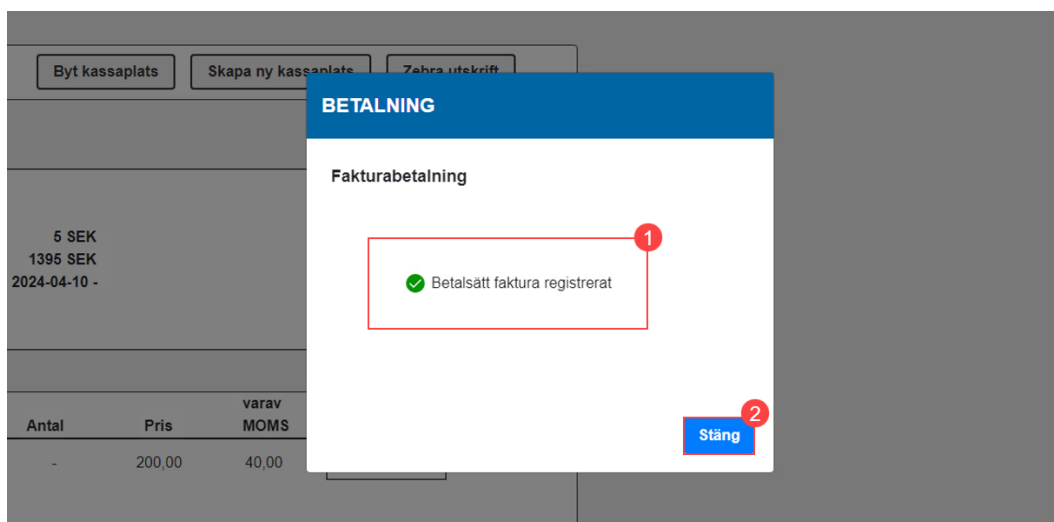 Byt kassaplats Skapa ny kassaplats Zebra utskrift
BETALNING
Fakturabetalning
5 SEK
1395 SEK
2024-04-10 -
1
Betalsätt faktura registrerat
varav
Antal Pris MOMS
2
Stäng
- 200,00 40,00